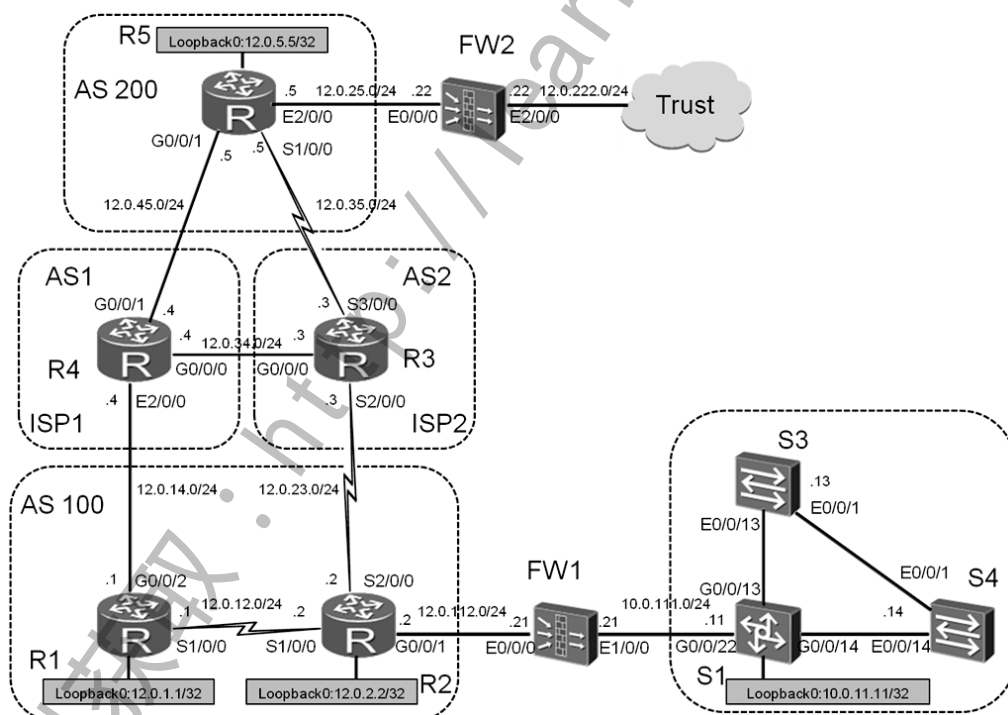 R5
Loopback0:12.0.5.5/32
FW2
AS 200
.5
12.0.25.0/24
.22
.22
12.0.222.0/24
Trust
R
E2/0/0
E0/0/0
E2/0/0
G0/0/1
.5
.5
S1/0/0
12.0.45.0/24
12.0.35.0/24
AS1
AS2
G0/0/1
.4
.3
S3/0/0
.4
12.0.34.0/24
.3
R4
R
G0/0/0
G0/0/0
R
R3
.4
E2/0/0
.3
S2/0/0
ISP1
ISP2
12.0.14.0/24
12.0.23.0/24
AS 100
S3
.13
E0/0/13
E0/0/1
.1
G0/0/2
.2
S2/0/0
FW1
E0/0/1
S4
G0/0/13
12.0.12.0/24
.1
.2
.2
12.0.112.0/24
.21
.21
10.0.111.0/24
.11
.14
R
S1/0/0
S1/0/0
R
G0/0/1
E0/0/0
E1/0/0
G0/0/22
G0/0/14
E0/0/14
R1
R2
S1
Loopback0:12.0.1.1/32
Loopback0:12.0.2.2/32
Loopback0:10.0.11.11/32
获取：http://lear